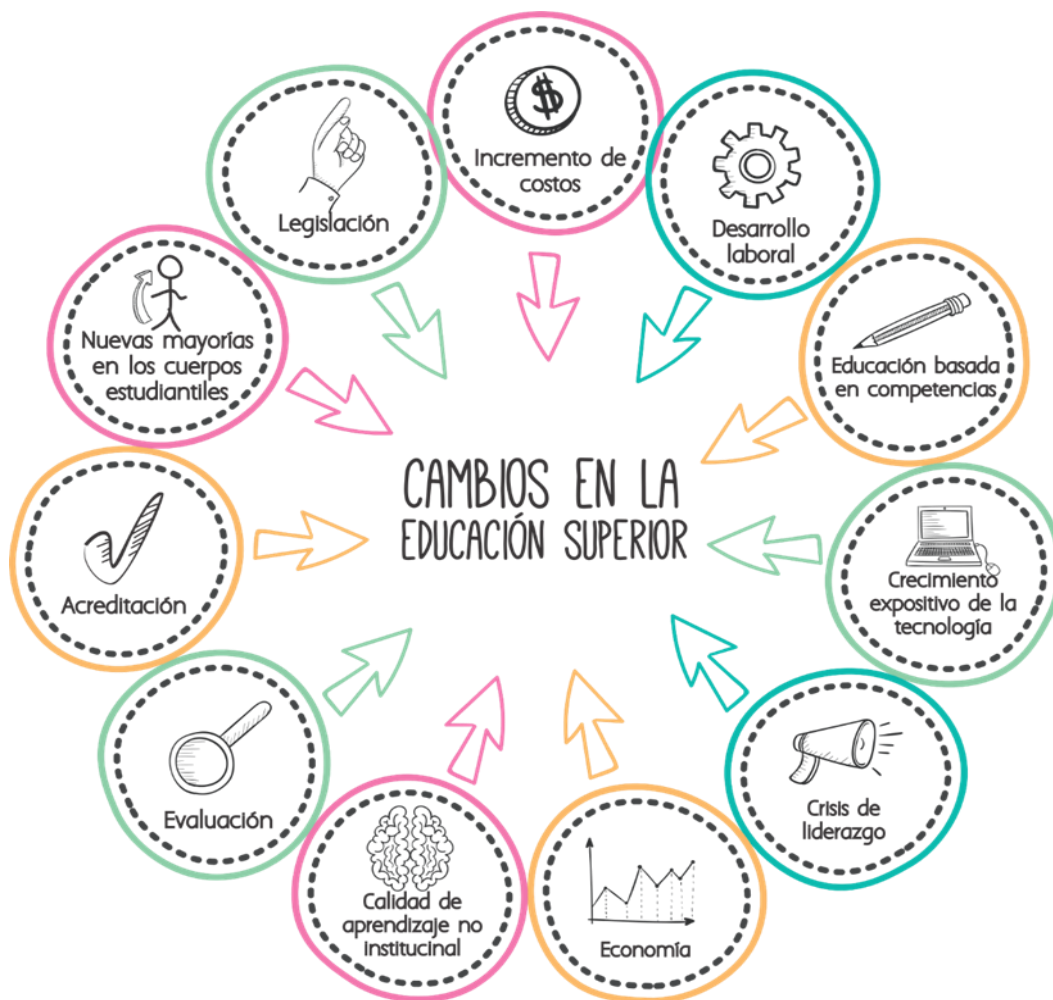 Incremento de
costos
Desarrollo
laboral
Educación basada
en competencias
Crecimiento
expositivo de la
tecnología
Crisis de
liderazgo
Economía
Calidad de
aprendizaje no
institucinal
Evaluación
Acreditación
Nuevas mayorías
en los cuerpos
estudiantiles
Legislación
CAMBIOS EN LA
EDUCACIÓN SUPERIOR